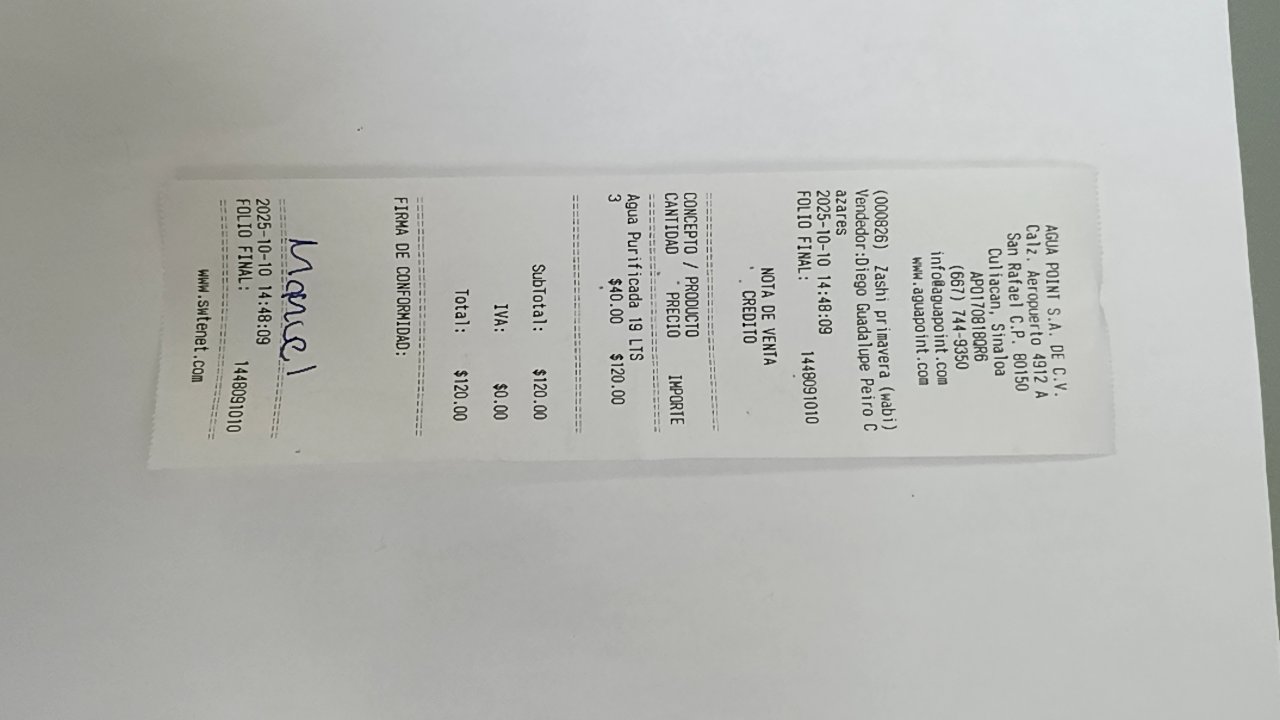 AGUA POINT S.A. DE C.V.
Calz. Aeropuerto 4912 A
San Rafael C.P. 80150
Culiacan, Sinaloa
APO170818QR6
(667) 744-9350
info@aguapoint.com
www.aguapoint.com
(000826) Zashi primavera (wabi)
Vendedor:Diego Guadalupe Peiro C
azares
2025-10-10 14:48:09
FOLIO FINAL: 1448091010
NOTA DE VENTA
CREDITO
CONCEPTO / PRODUCTO
CANTIDAD PRECIO IMPORTE
Agua Purificada 19 LTS
3 $40.00 $120.00
SubTotal: $120.00
IVA: $0.00
Total: $120.00
FIRMA DE CONFORMIDAD:
Manuel
2025-10-10 14:48:09
FOLIO FINAL: 1448091010
www.swtenet.com